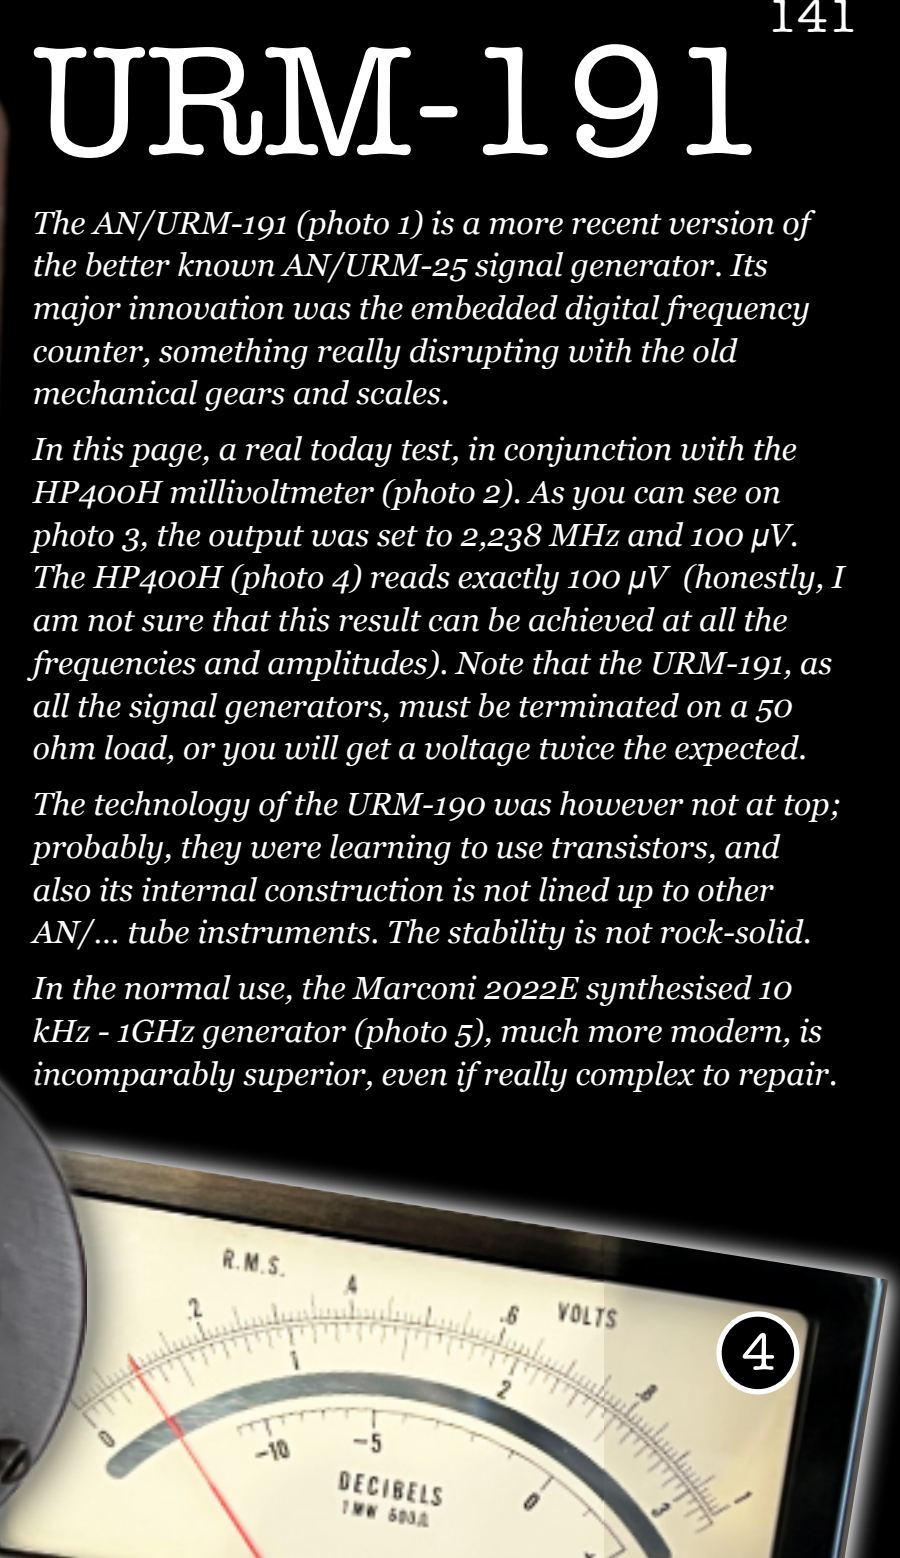 141
URM-191
The AN/URM-191 (photo 1) is a more recent version of
the better known AN/URM-25 signal generator. Its
major innovation was the embedded digital frequency
counter, something really disrupting with the old
mechanical gears and scales.
In this page, a real today test, in conjunction with the
HP400H millivoltmeter (photo 2). As you can see on
photo 3, the output was set to 2,238 MHz and 100 µV.
The HP400H (photo 4) reads exactly 100 µV (honestly, I
am not sure that this result can be achieved at all the
frequencies and amplitudes). Note that the URM-191, as
all the signal generators, must be terminated on a 50
ohm load, or you will get a voltage twice the expected.
The technology of the URM-190 was however not at top;
probably, they were learning to use transistors, and
also its internal construction is not lined up to other
AN/... tube instruments. The stability is not rock-solid.
In the normal use, the Marconi 2022E synthesised 10
kHz - 1GHz generator (photo 5), much more modern, is
incomparably superior, even if really complex to repair.
R.M.S. VOLTS
.2 .4 .6 .8 1
0 1 2 3
4
-10 -5 0
DECIBELS
1 MW 600Ω